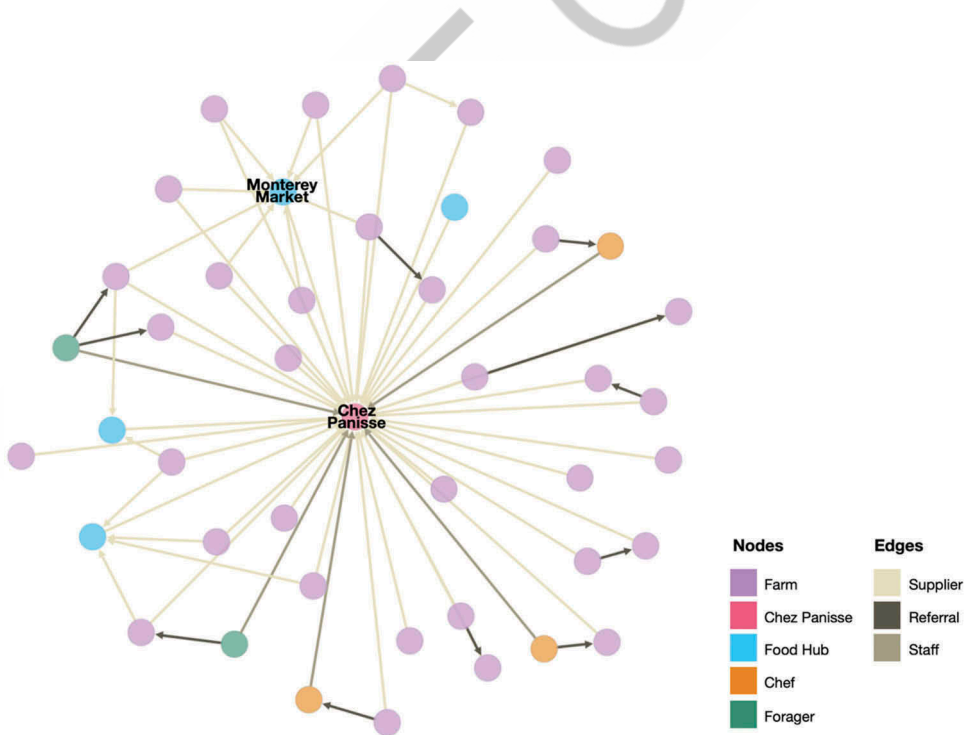 Monterey
Market
Chez
Panisse
Nodes
Farm
Chez Panisse
Food Hub
Chef
Forager
Edges
Supplier
Referral
Staff